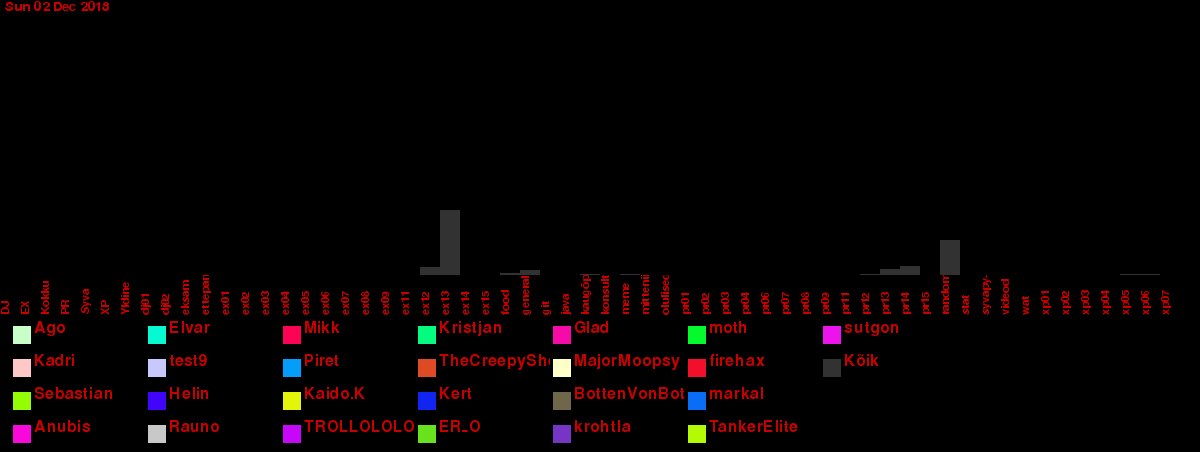 Sun 02 Dec 2018
DJ EX Kokku PR Syva XP Yldine dj01 dj02 eksam ettepan ex01 ex02 ex03 ex04 ex05 ex06 ex07 ex08 ex09 ex11 ex12 ex13 ex14 ex15 food general git java kaugõp konsult meme mitteni olulisec pr01 pr02 pr03 pr04 pr06 pr07 pr08 pr09 pr11 pr12 pr13 pr14 pr15 random stat syvapy- videod wat xp01 xp02 xp03 xp04 xp05 xp06 xp07
Ago Elvar Mikk Kristjan Glad moth sutgon
Kadri test9 Piret TheCreepySh MajorMoopsy firehax Kõik
Sebastian Helin Kaido.K Kert BottenVonBot markal
Anubis Rauno TROLLOLOLO ER_O krohtla TankerElite